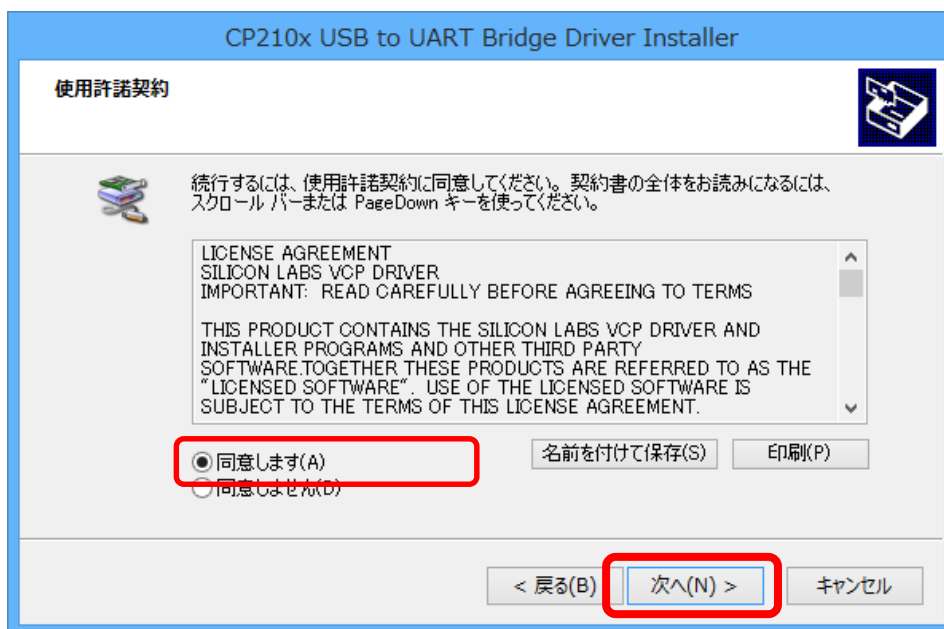 CP210x USB to UART Bridge Driver Installer
使用許諾契約
続行するには、使用許諾契約に同意してください。契約書の全体をお読みになるには、
スクロール バーまたは PageDown キーを使ってください。
LICENSE AGREEMENT
SILICON LABS VCP DRIVER
IMPORTANT: READ CAREFULLY BEFORE AGREEING TO TERMS
THIS PRODUCT CONTAINS THE SILICON LABS VCP DRIVER AND
INSTALLER PROGRAMS AND OTHER THIRD PARTY
SOFTWARE.TOGETHER THESE PRODUCTS ARE REFERRED TO AS THE
"LICENSED SOFTWARE". USE OF THE LICENSED SOFTWARE IS
SUBJECT TO THE TERMS OF THIS LICENSE AGREEMENT.
同意します(A)
名前を付けて保存(S) 印刷(P)
同意しません(D)
< 戻る(B) 次へ(N) > キャンセル